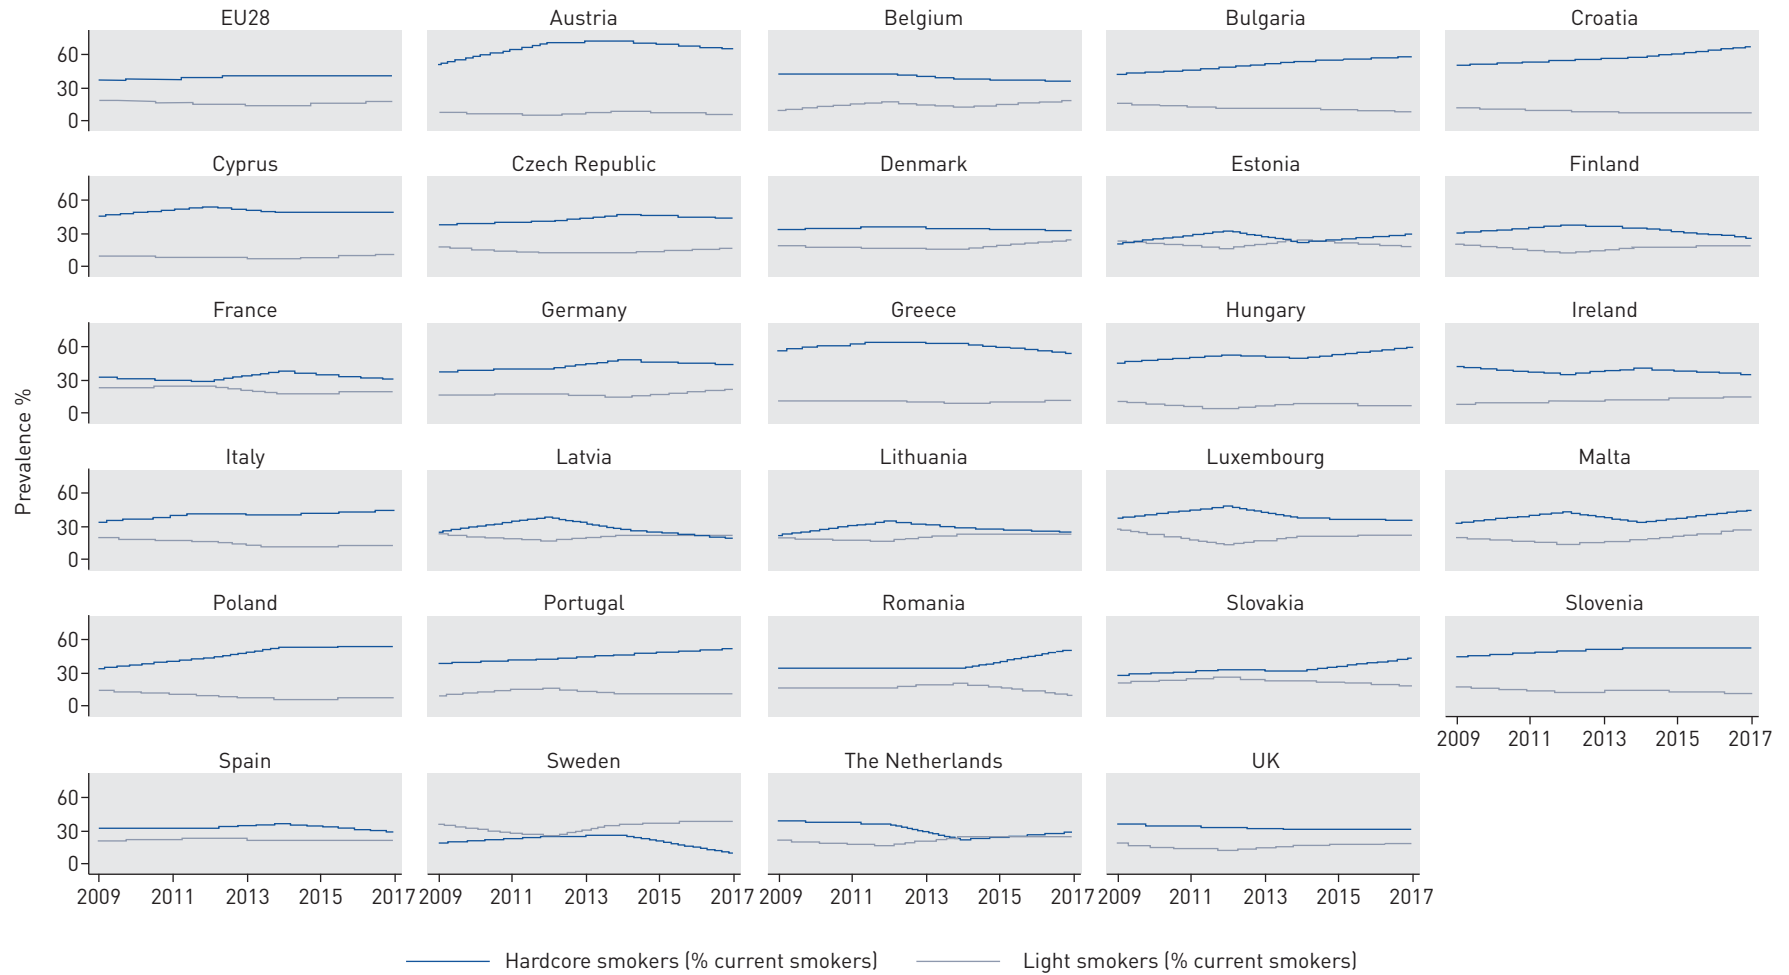 EU28 Austria Belgium Bulgaria Croatia
60
30
0
Cyprus Czech Republic Denmark Estonia Finland
60
30
0
France Germany Greece Hungary Ireland
60
30
0
Prevalence %
Italy Latvia Lithuania Luxembourg Malta
60
30
0
Poland Portugal Romania Slovakia Slovenia
60
30
0
2009 2011 2013 2015 2017
Spain Sweden The Netherlands UK
60
30
0
2009 2011 2013 2015 2017 2009 2011 2013 2015 2017 2009 2011 2013 2015 2017 2009 2011 2013 2015 2017
Hardcore smokers (% current smokers) Light smokers (% current smokers)